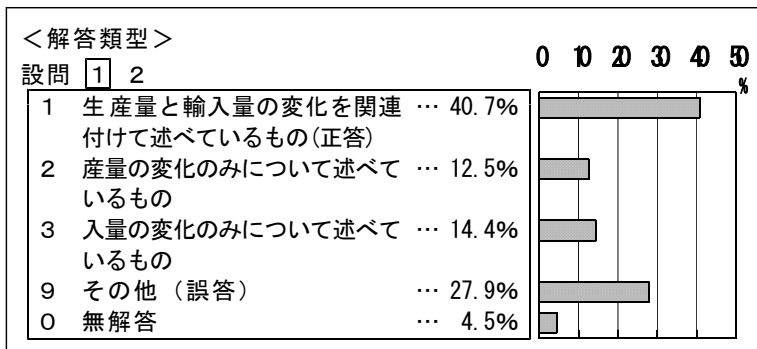 ＜解答類型＞
設問 1 2
0 10 20 30 40 50
%
1 生産量と輸入量の変化を関連 … 40.7%
付けて述べているもの(正答)
2 産量の変化のみについて述べて … 12.5%
いるもの
3 入量の変化のみについて述べて … 14.4%
いるもの
9 その他（誤答） … 27.9%
0 無解答 … 4.5%